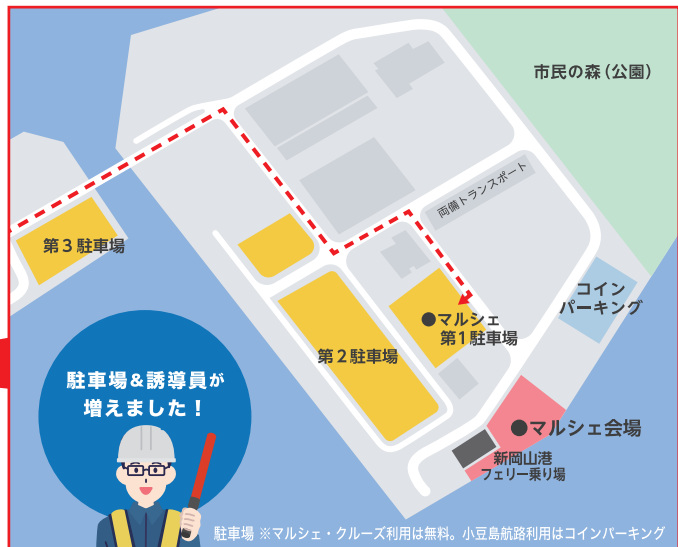 市民の森（公園）
両備トランスポート
第３駐車場
コイン
パーキング
●マルシェ
第１駐車場
第２駐車場
駐車場&誘導員が
増えました！
●マルシェ会場
新岡山港
フェリー乗り場
駐車場 ※マルシェ・クルーズ利用は無料。小豆島航路利用はコインパーキング